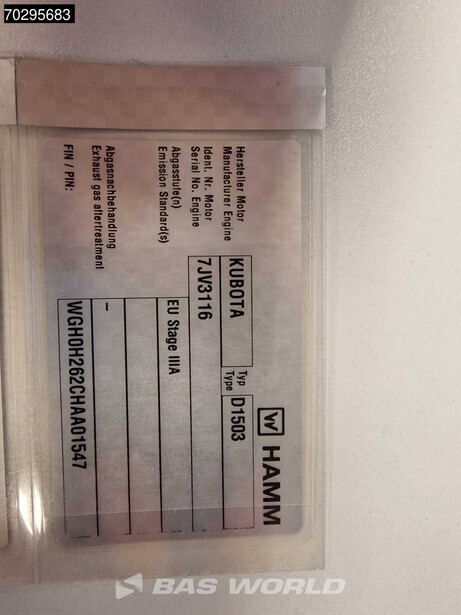 70295683
HAMM
Hersteller Motor
Manufacturer Engine
KUBOTA
Typ
Type
D1503
Ident. Nr. Motor
Serial No. Engine
7JV3116
Abgasstufe(n)
Emission Standard(s)
EU Stage IIIA
Abgasnachbehandlung
Exhaust gas aftertreatment
–
FIN / PIN:
WGH0H262CHAA01547
BAS WORLD